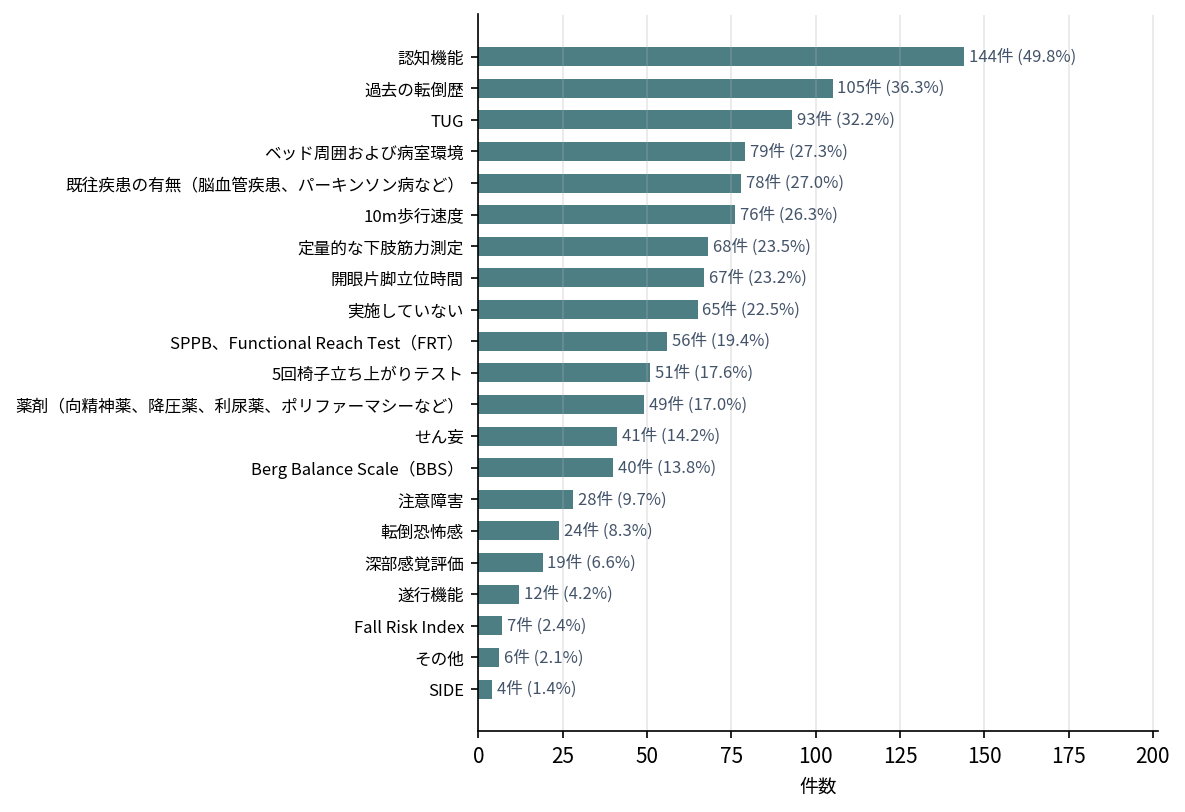 認知機能 144件 (49.8%)
過去の転倒歴 105件 (36.3%)
TUG 93件 (32.2%)
ベッド周囲および病室環境 79件 (27.3%)
既往疾患の有無（脳血管疾患、パーキンソン病など） 78件 (27.0%)
10m歩行速度 76件 (26.3%)
定量的な下肢筋力測定 68件 (23.5%)
開眼片脚立位時間 67件 (23.2%)
実施していない 65件 (22.5%)
SPPB、Functional Reach Test（FRT） 56件 (19.4%)
5回椅子立ち上がりテスト 51件 (17.6%)
薬剤（向精神薬、降圧薬、利尿薬、ポリファーマシーなど） 49件 (17.0%)
せん妄 41件 (14.2%)
Berg Balance Scale（BBS） 40件 (13.8%)
注意障害 28件 (9.7%)
転倒恐怖感 24件 (8.3%)
深部感覚評価 19件 (6.6%)
遂行機能 12件 (4.2%)
Fall Risk Index 7件 (2.4%)
その他 6件 (2.1%)
SIDE 4件 (1.4%)
0 25 50 75 100 125 150 175 200
件数